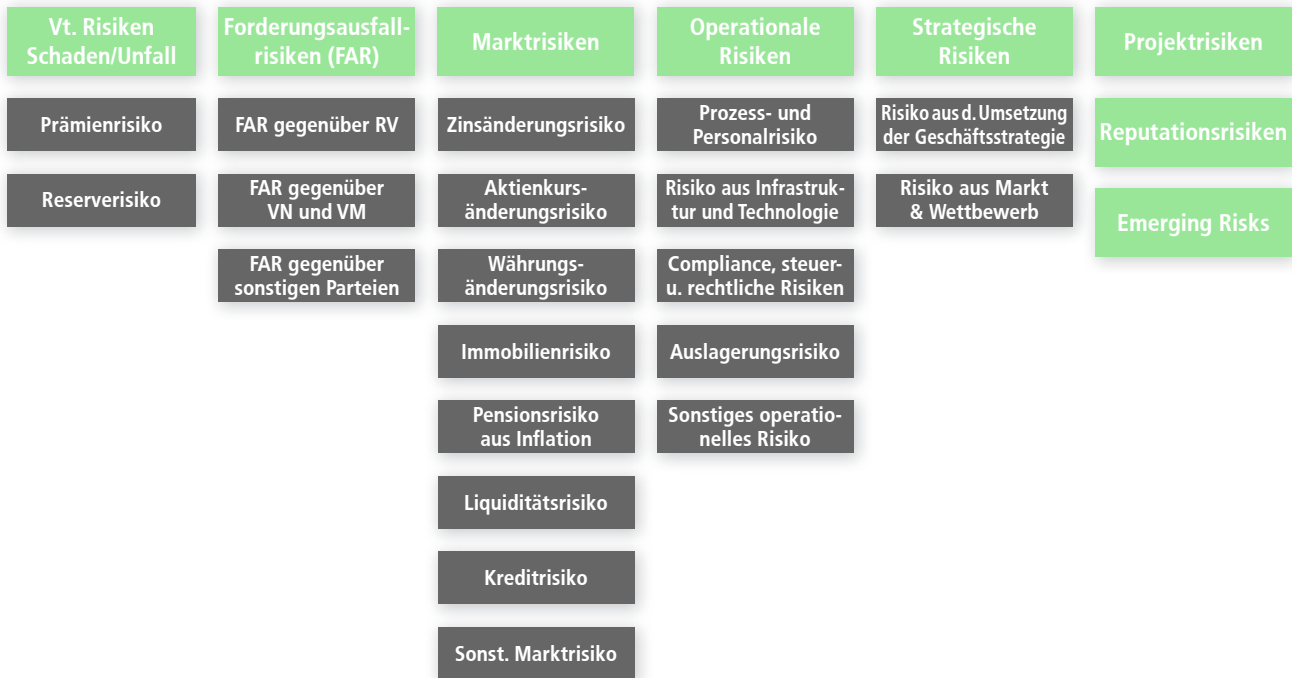 Vt. Risiken
Schaden/Unfall
Prämienrisiko
Reserverisiko
Forderungsausfall-
risiken (FAR)
FAR gegenüber RV
FAR gegenüber
VN und VM
FAR gegenüber
sonstigen Parteien
Marktrisiken
Zinsänderungsrisiko
Aktienkurs-
änderungsrisiko
Währungs-
änderungsrisiko
Immobilienrisiko
Pensionsrisiko
aus Inflation
Liquiditätsrisiko
Kreditrisiko
Sonst. Marktrisiko
Operationale
Risiken
Prozess- und
Personalrisiko
Risiko aus Infrastruk-
tur und Technologie
Compliance, steuer-
u. rechtliche Risiken
Auslagerungsrisiko
Sonstiges operatio-
nelles Risiko
Strategische
Risiken
Risiko aus d. Umsetzung
der Geschäftsstrategie
Risiko aus Markt
& Wettbewerb
Projektrisiken
Reputationsrisiken
Emerging Risks